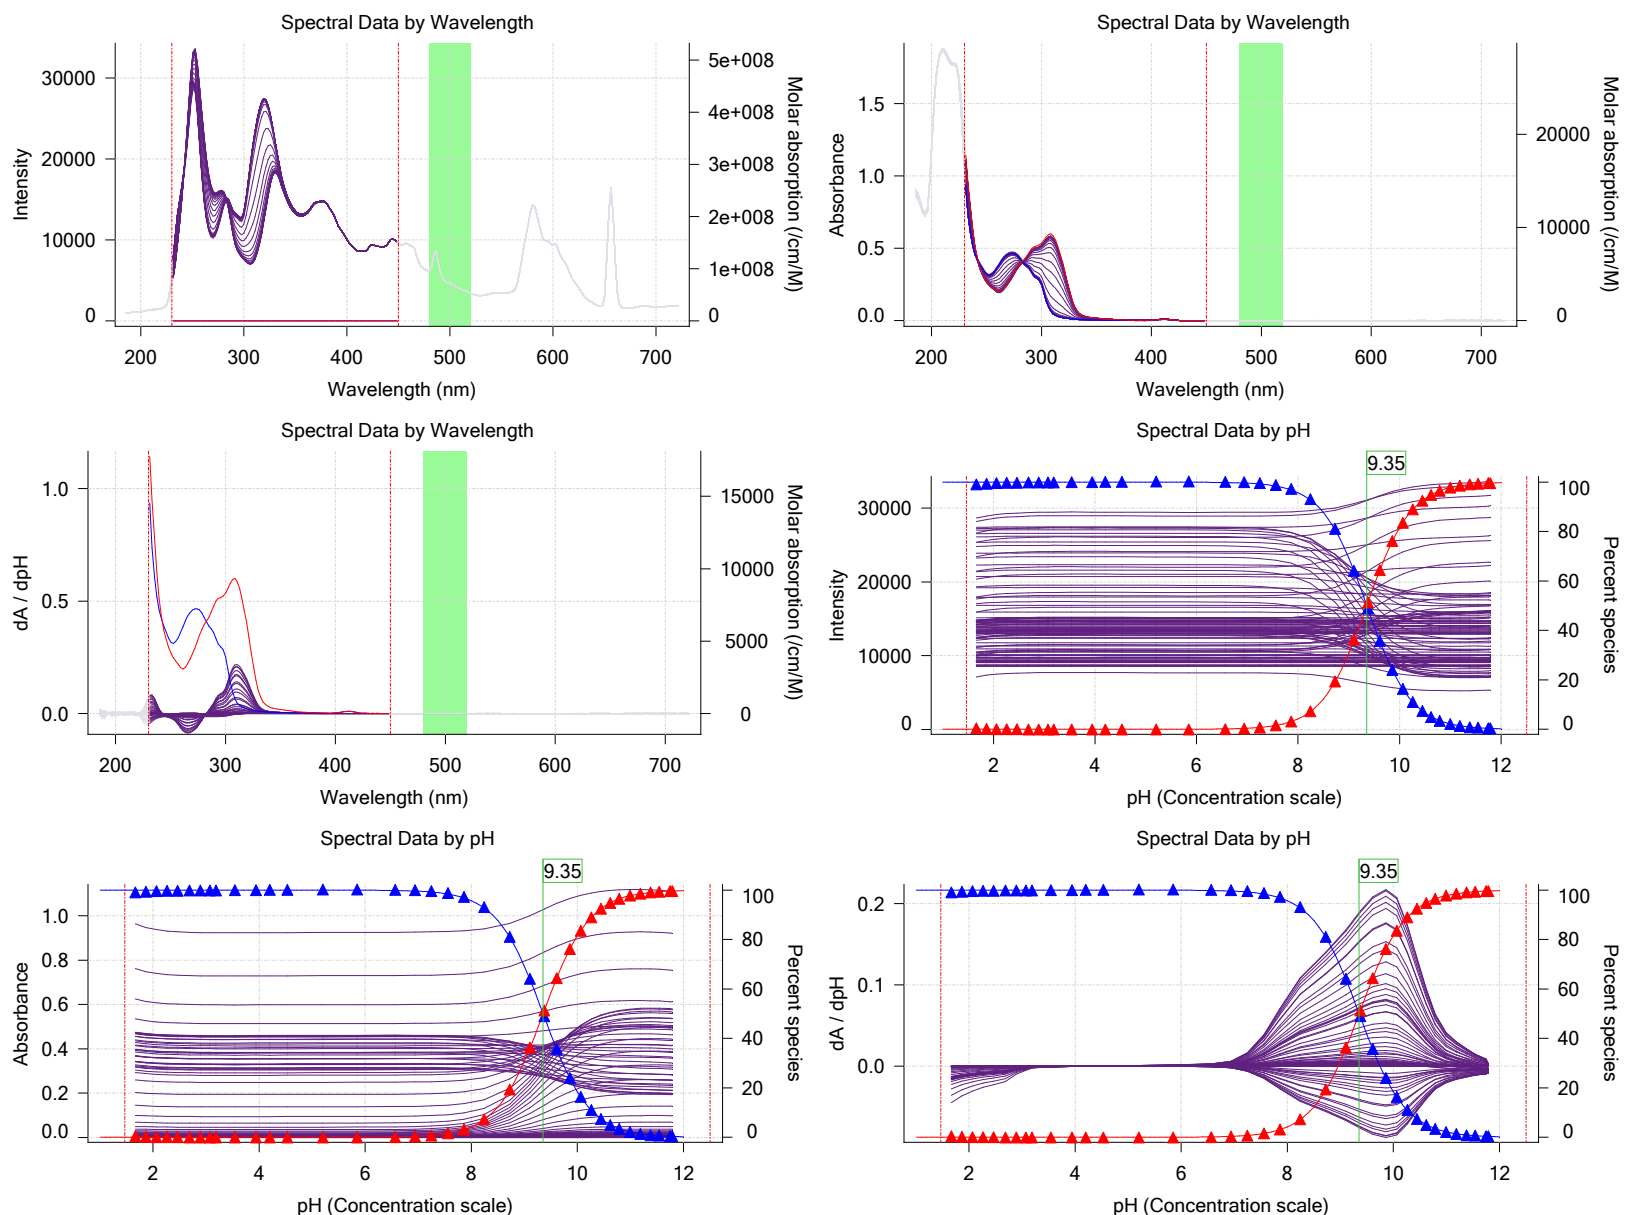 Spectral Data by Wavelength
Intensity
30000
20000
10000
0
5e+008
4e+008
3e+008
2e+008
1e+008
0
Molar absorption (/cm/M)
200 300 400 500 600 700
Wavelength (nm)
Spectral Data by Wavelength
Absorbance
1.5
1.0
0.5
0.0
20000
10000
0
Molar absorption (/cm/M)
200 300 400 500 600 700
Wavelength (nm)
Spectral Data by Wavelength
dA / dpH
1.0
0.5
0.0
15000
10000
5000
0
Molar absorption (/cm/M)
200 300 400 500 600 700
Wavelength (nm)
Spectral Data by pH
9.35
Intensity
30000
20000
10000
0
100
80
60
40
20
0
Percent species
2 4 6 8 10 12
pH (Concentration scale)
Spectral Data by pH
9.35
Absorbance
1.0
0.8
0.6
0.4
0.2
0.0
100
80
60
40
20
0
Percent species
2 4 6 8 10 12
pH (Concentration scale)
Spectral Data by pH
9.35
dA / dpH
0.2
0.1
0.0
100
80
60
40
20
0
Percent species
2 4 6 8 10 12
pH (Concentration scale)